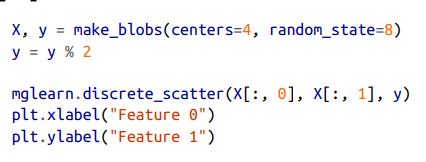 X, y = make_blobs(centers=4, random_state=8)
y = y % 2
mglearn.discrete_scatter(X[:, 0], X[:, 1], y)
plt.xlabel("Feature 0")
plt.ylabel("Feature 1")